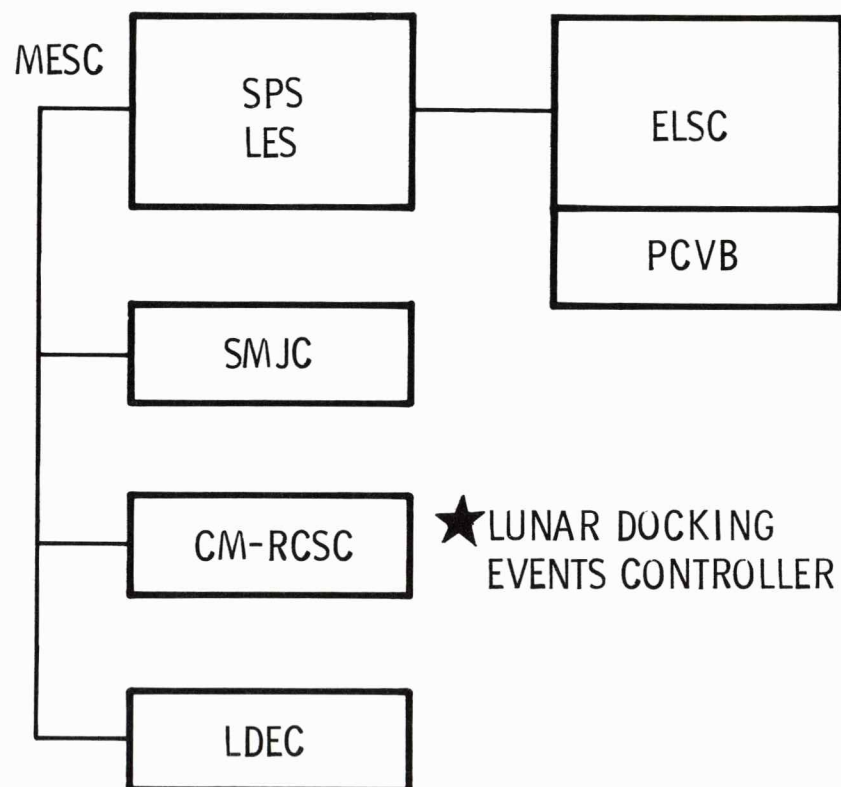 MESC
SPS
LES
ELSC
PCVB
SMJC
CM-RCSC
★LUNAR DOCKING
EVENTS CONTROLLER
LDEC